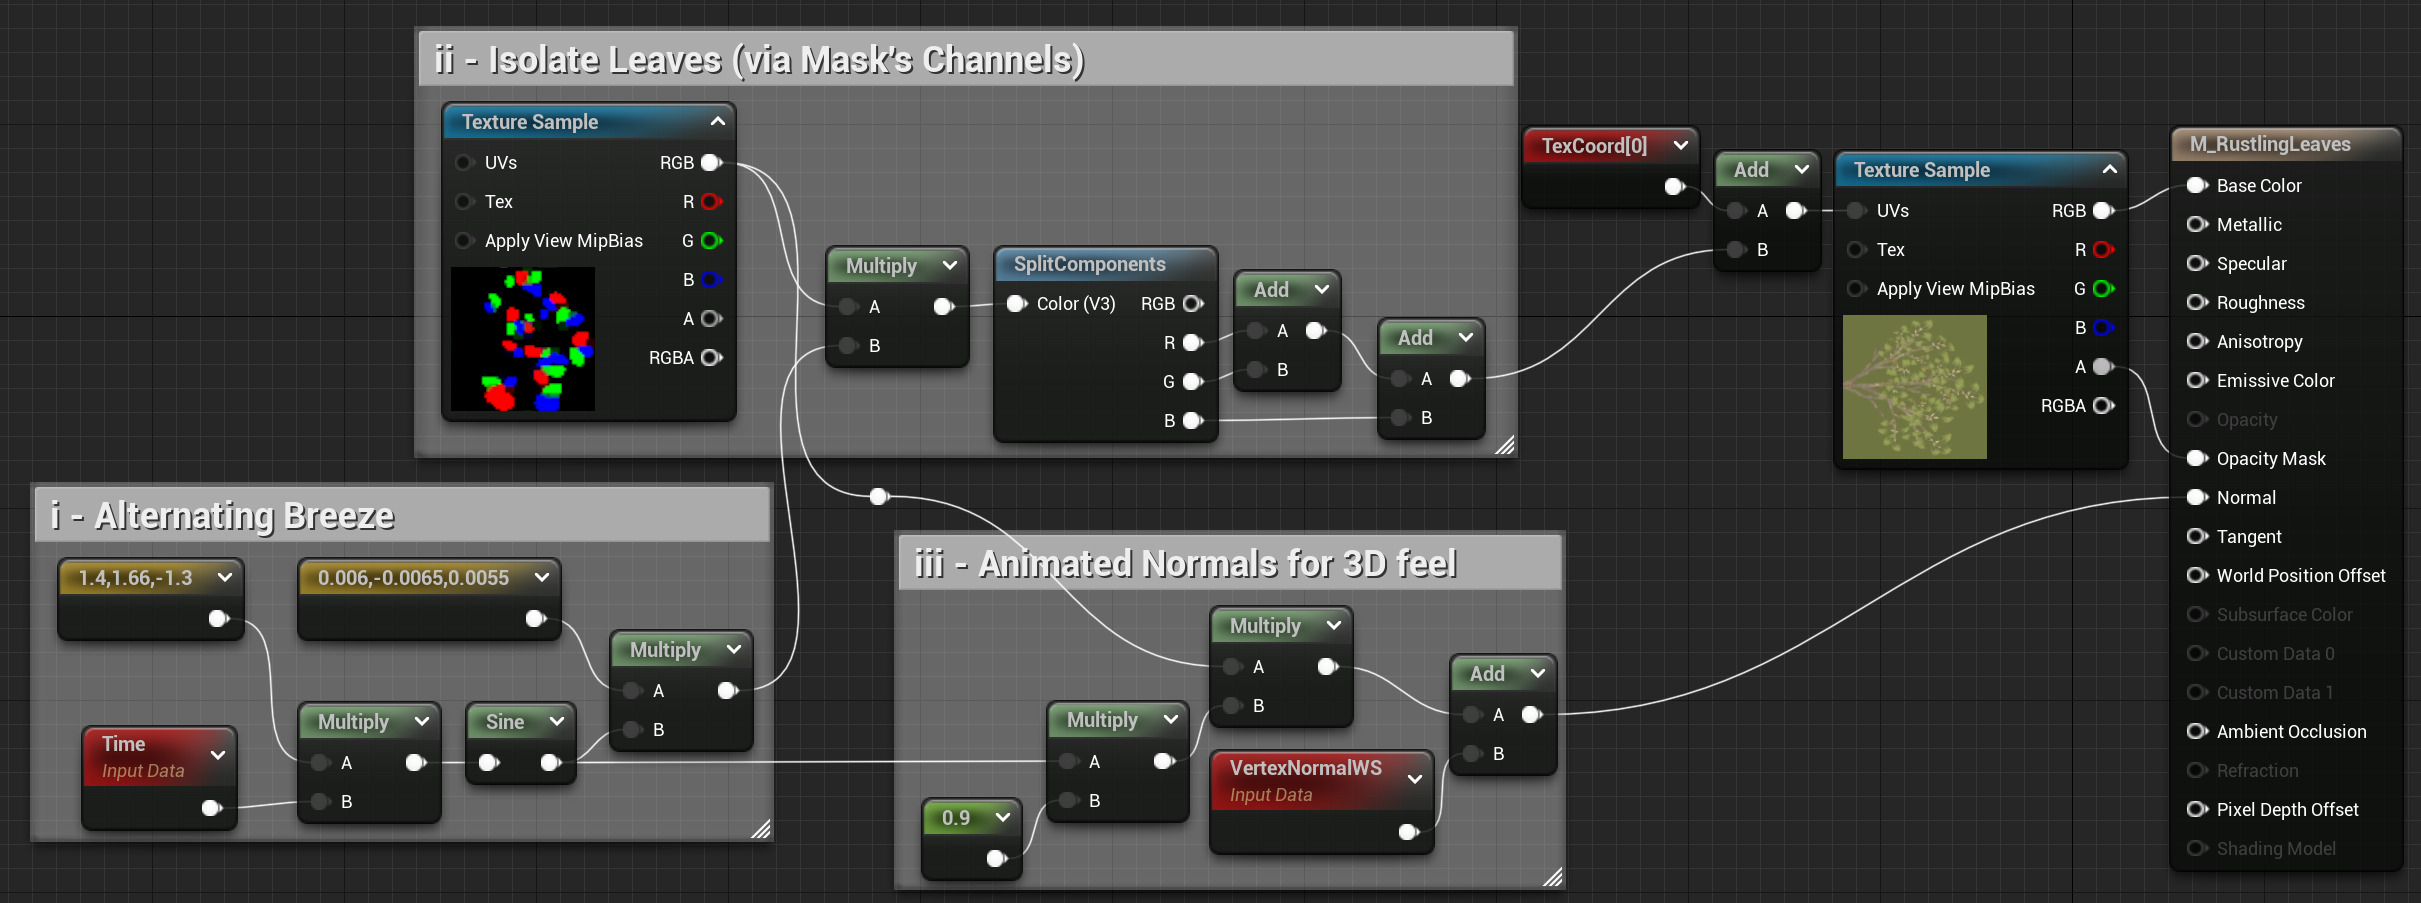 ii - Isolate Leaves (via Mask's Channels)
Texture Sample
UVs RGB
Tex R
Apply View MipBias G
B
A
RGBA
Multiply
A
B
SplitComponents
Color (V3) RGB
R
G
B
Add
A
B
Add
A
B
TexCoord[0]
Add
A
B
Texture Sample
UVs RGB
Tex R
Apply View MipBias G
B
A
RGBA
M_RustlingLeaves
Base Color
Metallic
Specular
Roughness
Anisotropy
Emissive Color
Opacity
Opacity Mask
Normal
Tangent
World Position Offset
Subsurface Color
Custom Data 0
Custom Data 1
Ambient Occlusion
Refraction
Pixel Depth Offset
Shading Model
i - Alternating Breeze
1.4,1.66,-1.3
0.006,-0.0065,0.0055
Time
Input Data
Multiply
A
B
Sine
Multiply
A
B
iii - Animated Normals for 3D feel
0.9
Multiply
A
B
Multiply
A
B
VertexNormalWS
Input Data
Add
A
B